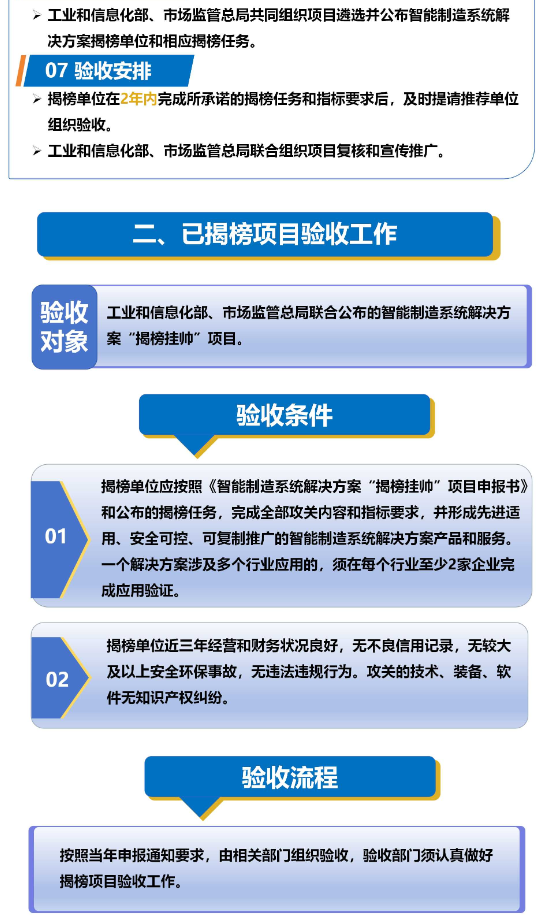 工业和信息化部、市场监管总局共同组织项目遴选并公布智能制造系统解
决方案揭榜单位和相应揭榜任务。
07 验收安排
揭榜单位在2年内完成所承诺的揭榜任务和指标要求后，及时提请推荐单位
组织验收。
工业和信息化部、市场监管总局联合组织项目复核和宣传推广。
二、已揭榜项目验收工作
验收
对象
工业和信息化部、市场监管总局联合公布的智能制造系统解决方
案“揭榜挂帅”项目。
验收条件
01
揭榜单位应按照《智能制造系统解决方案“揭榜挂帅”项目申报书》
和公布的揭榜任务，完成全部攻关内容和指标要求，并形成先进适
用、安全可控、可复制推广的智能制造系统解决方案产品和服务。
一个解决方案涉及多个行业应用的，须在每个行业至少2家企业完
成应用验证。
02
揭榜单位近三年经营和财务状况良好，无不良信用记录，无较大
及以上安全环保事故，无违法违规行为。攻关的技术、装备、软
件无知识产权纠纷。
验收流程
按照当年申报通知要求，由相关部门组织验收，验收部门须认真做好
揭榜项目验收工作。